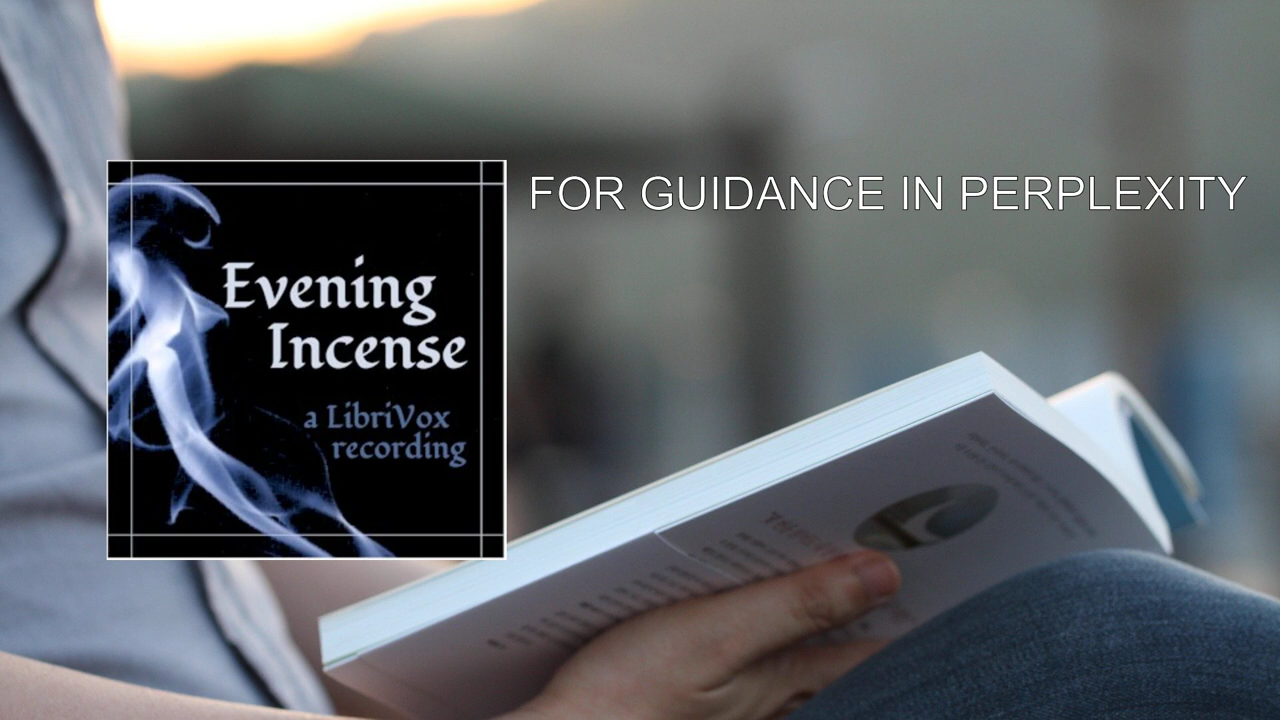 FOR GUIDANCE IN PERPLEXITY
Evening
Incense
a LibriVox
recording